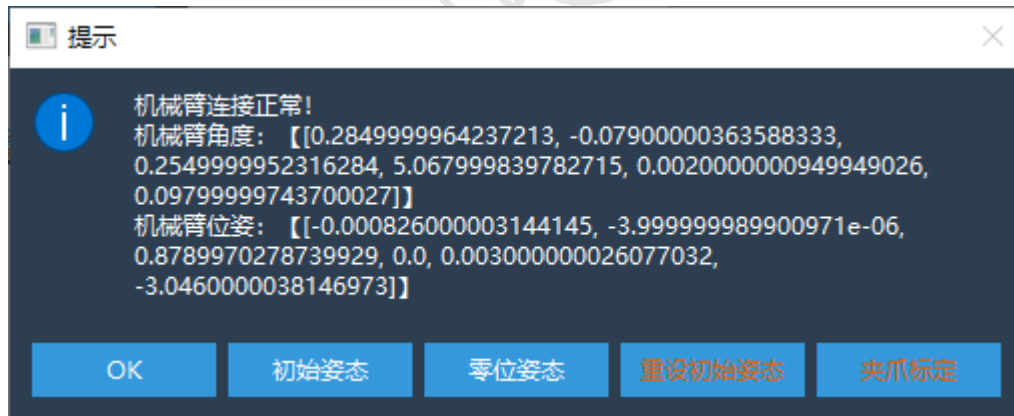 提示
机械臂连接正常!
机械臂角度: 【[0.2849999964237213, -0.07900000363588333,
0.2549999952316284, 5.067999839782715, 0.0020000000949949026,
0.09799999743700027]】
机械臂位姿: 【[-0.000826000003144145, -3.999999989900971e-06,
0.8789970278739929, 0.0, 0.003000000026077032,
-3.0460000038146973]】
OK
初始姿态
零位姿态
重设初始姿态
夹爪标定